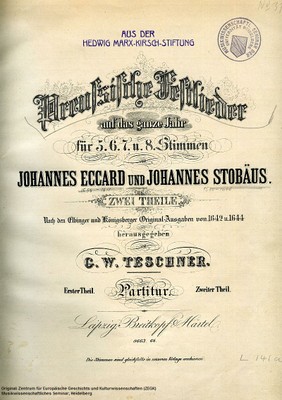 AUS DER
HEDWIG MARX-KIRSCH-STIFTUNG
Preussische Festlieder
auf das ganze Jahr
für 5. 6. 7. u. 8. Stimmen
von
JOHANNES ECCARD UND JOHANNES STOBÄUS.
ZWEI THEILE
Nach den Elbinger und Königsberger Original-Ausgaben von 1642 u. 1644
herausgegeben
G. W. TESCHNER.
Erster Theil. Partitur. Zweiter Theil.
Leipzig, Breitkopf & Härtel.
Die Stimmen sind gleichfalls in unserem Verlage erschienen.
Original: Zentrum für Europäische Geschichts- und Kulturwissenschaften (ZEGK)
Musikwissenschaftliches Seminar, Heidelberg